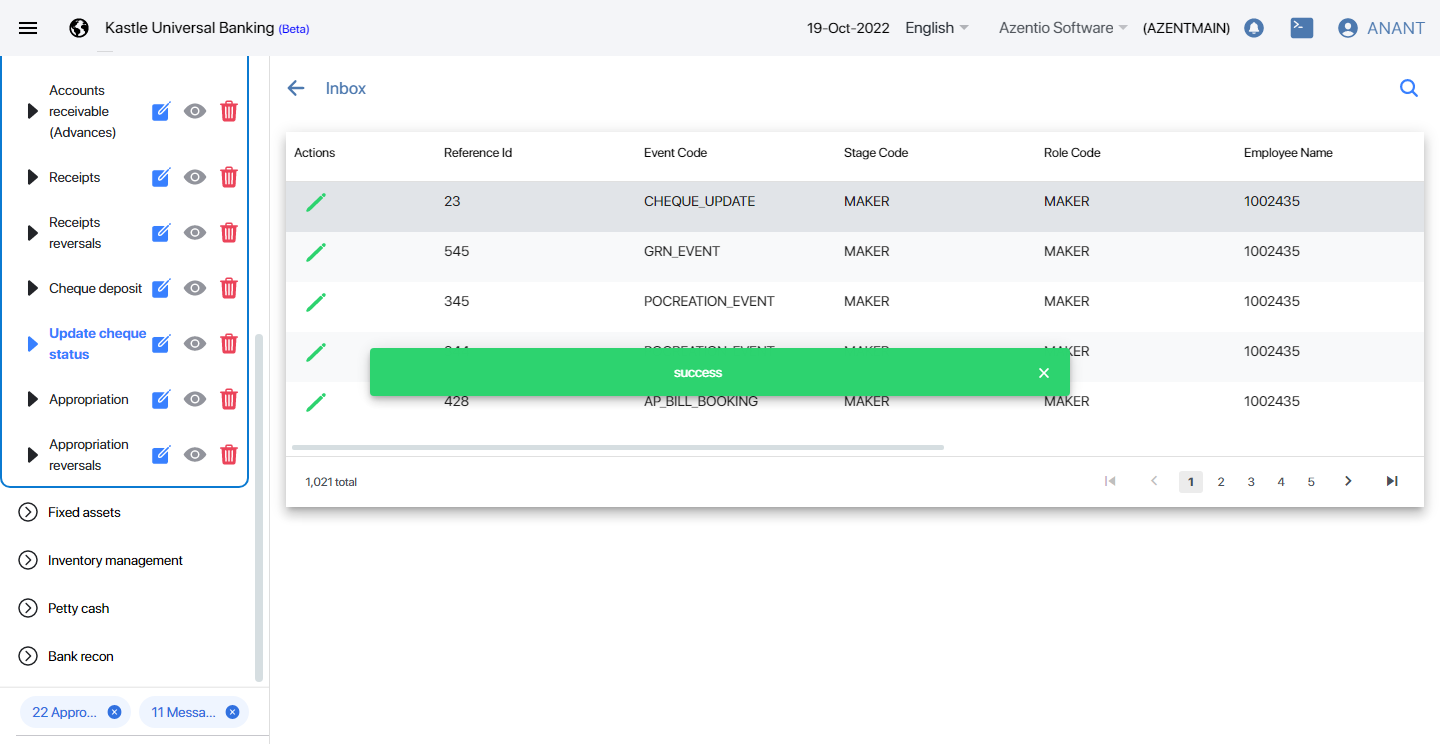 Kastle Universal Banking (Beta)
19-Oct-2022 English Azentio Software (AZENTMAIN) ANANT
Accounts
receivable
(Advances)
Receipts
Receipts
reversals
Cheque deposit
Update cheque
status
Appropriation
Appropriation
reversals
Fixed assets
Inventory management
Petty cash
Bank recon
22 Appro...
11 Messa...
Inbox
Actions Reference Id Event Code Stage Code Role Code Employee Name
23 CHEQUE_UPDATE MAKER MAKER 1002435
545 GRN_EVENT MAKER MAKER 1002435
345 POCREATION_EVENT MAKER MAKER 1002435
1002435
success
428 AP_BILL_BOOKING MAKER MAKER 1002435
1,021 total
1 2 3 4 5